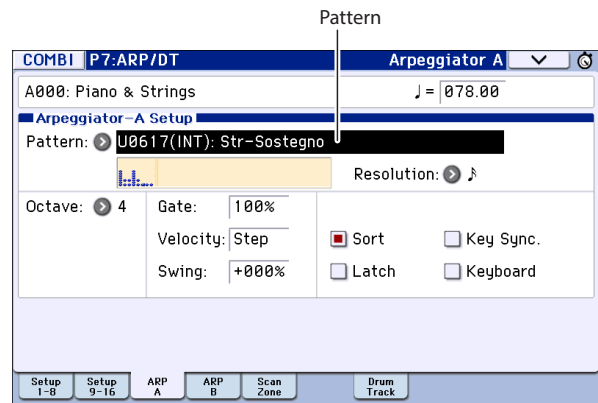 Pattern
COMBI P7:ARP/DT Arpeggiator A
A000: Piano & Strings ♩= 078.00
Arpeggiator-A Setup
Pattern: U0617(INT): Str-Sostegno
Resolution: 𝅘𝅥𝅯
Octave: 4 Gate: 100%
Velocity: Step Sort Key Sync.
Swing: +000% Latch Keyboard
Setup 1-8 Setup 9-16 ARP A ARP B Scan Zone Drum Track